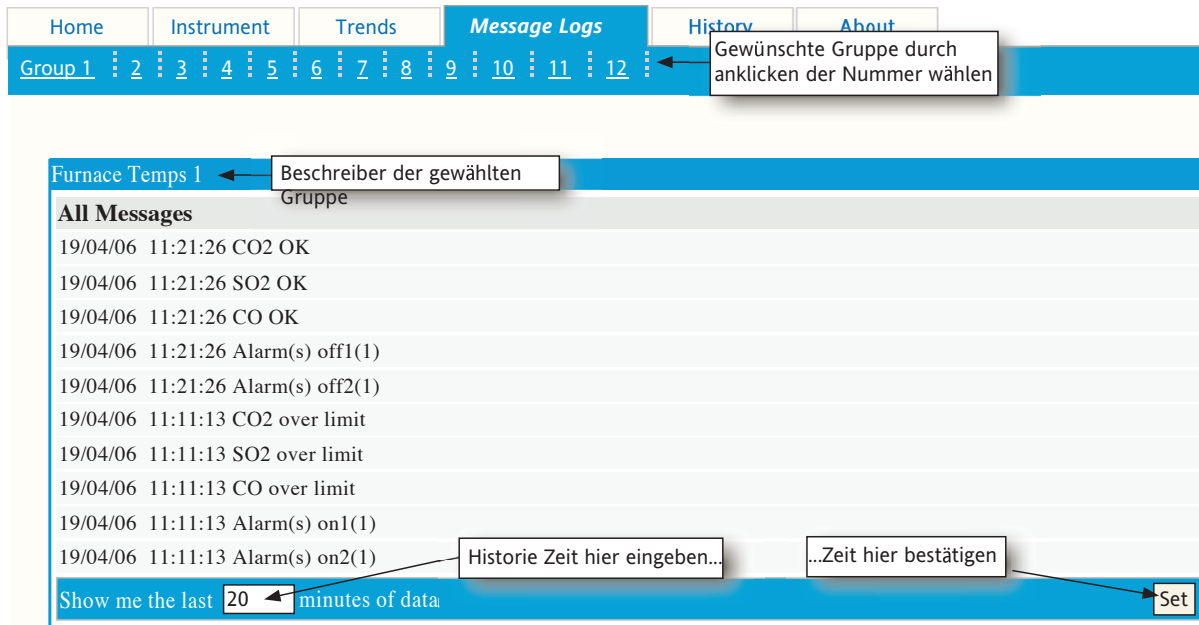 Home Instrument Trends Message Logs History About
Group 1 2 3 4 5 6 7 8 9 10 11 12
Gewünschte Gruppe durch
anklicken der Nummer wählen
Furnace Temps 1
Beschreiber der gewählten
Gruppe
All Messages
19/04/06 11:21:26 CO2 OK
19/04/06 11:21:26 SO2 OK
19/04/06 11:21:26 CO OK
19/04/06 11:21:26 Alarm(s) off1(1)
19/04/06 11:21:26 Alarm(s) off2(1)
19/04/06 11:11:13 CO2 over limit
19/04/06 11:11:13 SO2 over limit
19/04/06 11:11:13 CO over limit
19/04/06 11:11:13 Alarm(s) on1(1)
19/04/06 11:11:13 Alarm(s) on2(1)
Historie Zeit hier eingeben...
...Zeit hier bestätigen
Show me the last 20 minutes of data
Set